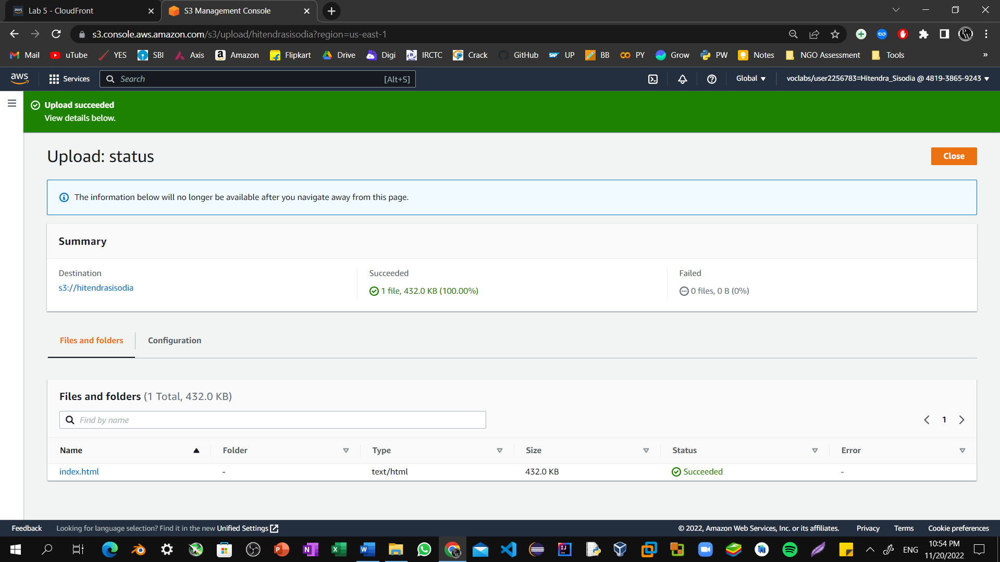 Lab 5 - CloudFront
S3 Management Console
s3.console.aws.amazon.com/s3/upload/hitendrasisodia?region=us-east-1
Mail uTube YES SBI Axis Amazon Flipkart Drive Digi IRCTC Crack GitHub UP BB PY Grow PW Notes NGO Assessment Tools »
aws Services Search [Alt+S] Global voclabs/user2256783=Hitendra_Sisodia @ 4819-3865-9243
Upload succeeded
View details below.
Upload: status
Close
The information below will no longer be available after you navigate away from this page.
Summary
Destination Succeeded Failed
s3://hitendrasisodia 1 file, 432.0 KB (100.00%) 0 files, 0 B (0%)
Files and folders Configuration
Files and folders (1 Total, 432.0 KB)
Find by name 1
Name Folder Type Size Status Error
index.html - text/html 432.0 KB Succeeded -
Feedback Looking for language selection? Find it in the new Unified Settings © 2022, Amazon Web Services, Inc. or its affiliates. Privacy Terms Cookie preferences
ENG 10:54 PM
11/20/2022